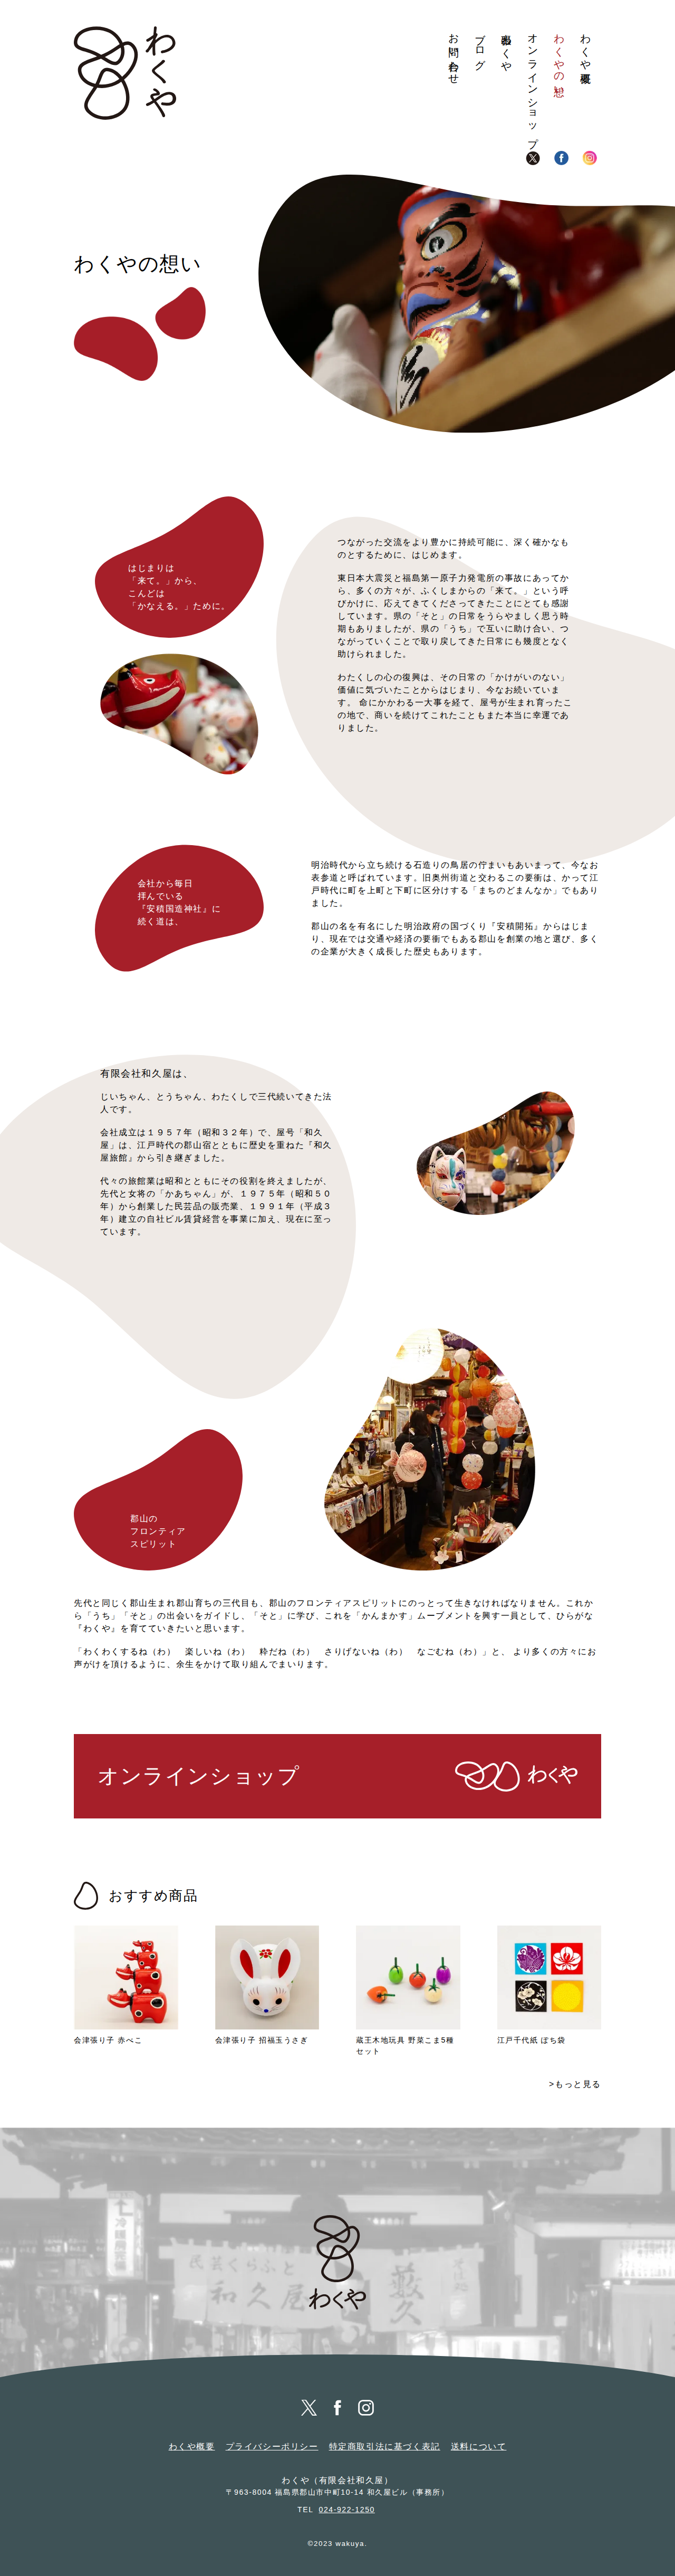 わくや
わくや概要
わくやの想い
オンラインショップ
ブログ
お問い合わせ
わくやの想い
はじまりは
「来て。」から、
こんどは
「かなえる。」ために。
つながった交流をより豊かに持続可能に、深く確かなも
のとするために、はじめます。
東日本大震災と福島第一原子力発電所の事故にあってか
ら、多くの方々が、ふくしまからの「来て。」という呼
びかけに、応えてきてくださってきたことにとても感謝
しています。県の「そと」の日常をうらやましく思う時
期もありましたが、県の「うち」で互いに助け合い、つ
ながっていくことで取り戻してきた日常にも幾度となく
助けられました。
わたくしの心の復興は、その日常の「かけがいのない」
価値に気づいたことからはじまり、今なお続いていま
す。 命にかかわる一大事を経て、屋号が生まれ育ったこ
の地で、商いを続けてこれたこともまた本当に幸運であ
りました。
会社から毎日
拝んでいる
『安積国造神社』に
続く道は、
明治時代から立ち続ける石造りの鳥居の佇まいもあいまって、今なお
表参道と呼ばれています。旧奥州街道と交わるこの要衝は、かって江
戸時代に町を上町と下町に区分けする「まちのどまんなか」でもあり
ました。
郡山の名を有名にした明治政府の国づくり『安積開拓』からはじま
り、現在では交通や経済の要衝でもある郡山を創業の地と選び、多く
の企業が大きく成長した歴史もあります。
有限会社和久屋は、
じいちゃん、とうちゃん、わたくしで三代続いてきた法
人です。
会社成立は１９５７年（昭和３２年）で、屋号「和久
屋」は、江戸時代の郡山宿とともに歴史を重ねた『和久
屋旅館』から引き継ぎました。
代々の旅館業は昭和とともにその役割を終えましたが、
先代と女将の「かあちゃん」が、１９７５年（昭和５０
年）から創業した民芸品の販売業、１９９１年（平成３
年）建立の自社ビル賃貸経営を事業に加え、現在に至っ
ています。
郡山の
フロンティア
スピリット
先代と同じく郡山生まれ郡山育ちの三代目も、郡山のフロンティアスピリットにのっとって生きなければなりません。これか
ら「うち」「そと」の出会いをガイドし、「そと」に学び、これを「かんまかす」ムーブメントを興す一員として、ひらがな
『わくや』を育てていきたいと思います。
「わくわくするね（わ）　楽しいね（わ）　粋だね（わ）　さりげないね（わ）　なごむね（わ）」と、 より多くの方々にお
声がけを頂けるように、余生をかけて取り組んでまいります。
オンラインショップ
わくや
おすすめ商品
会津張り子 赤べこ
会津張り子 招福玉うさぎ
蔵王木地玩具 野菜こま5種
セット
江戸千代紙 ぽち袋
>もっと見る
わくや
わくや概要 プライバシーポリシー 特定商取引法に基づく表記 送料について
わくや（有限会社和久屋）
〒963-8004 福島県郡山市中町10-14 和久屋ビル（事務所）
TEL 024-922-1250
©2023 wakuya.